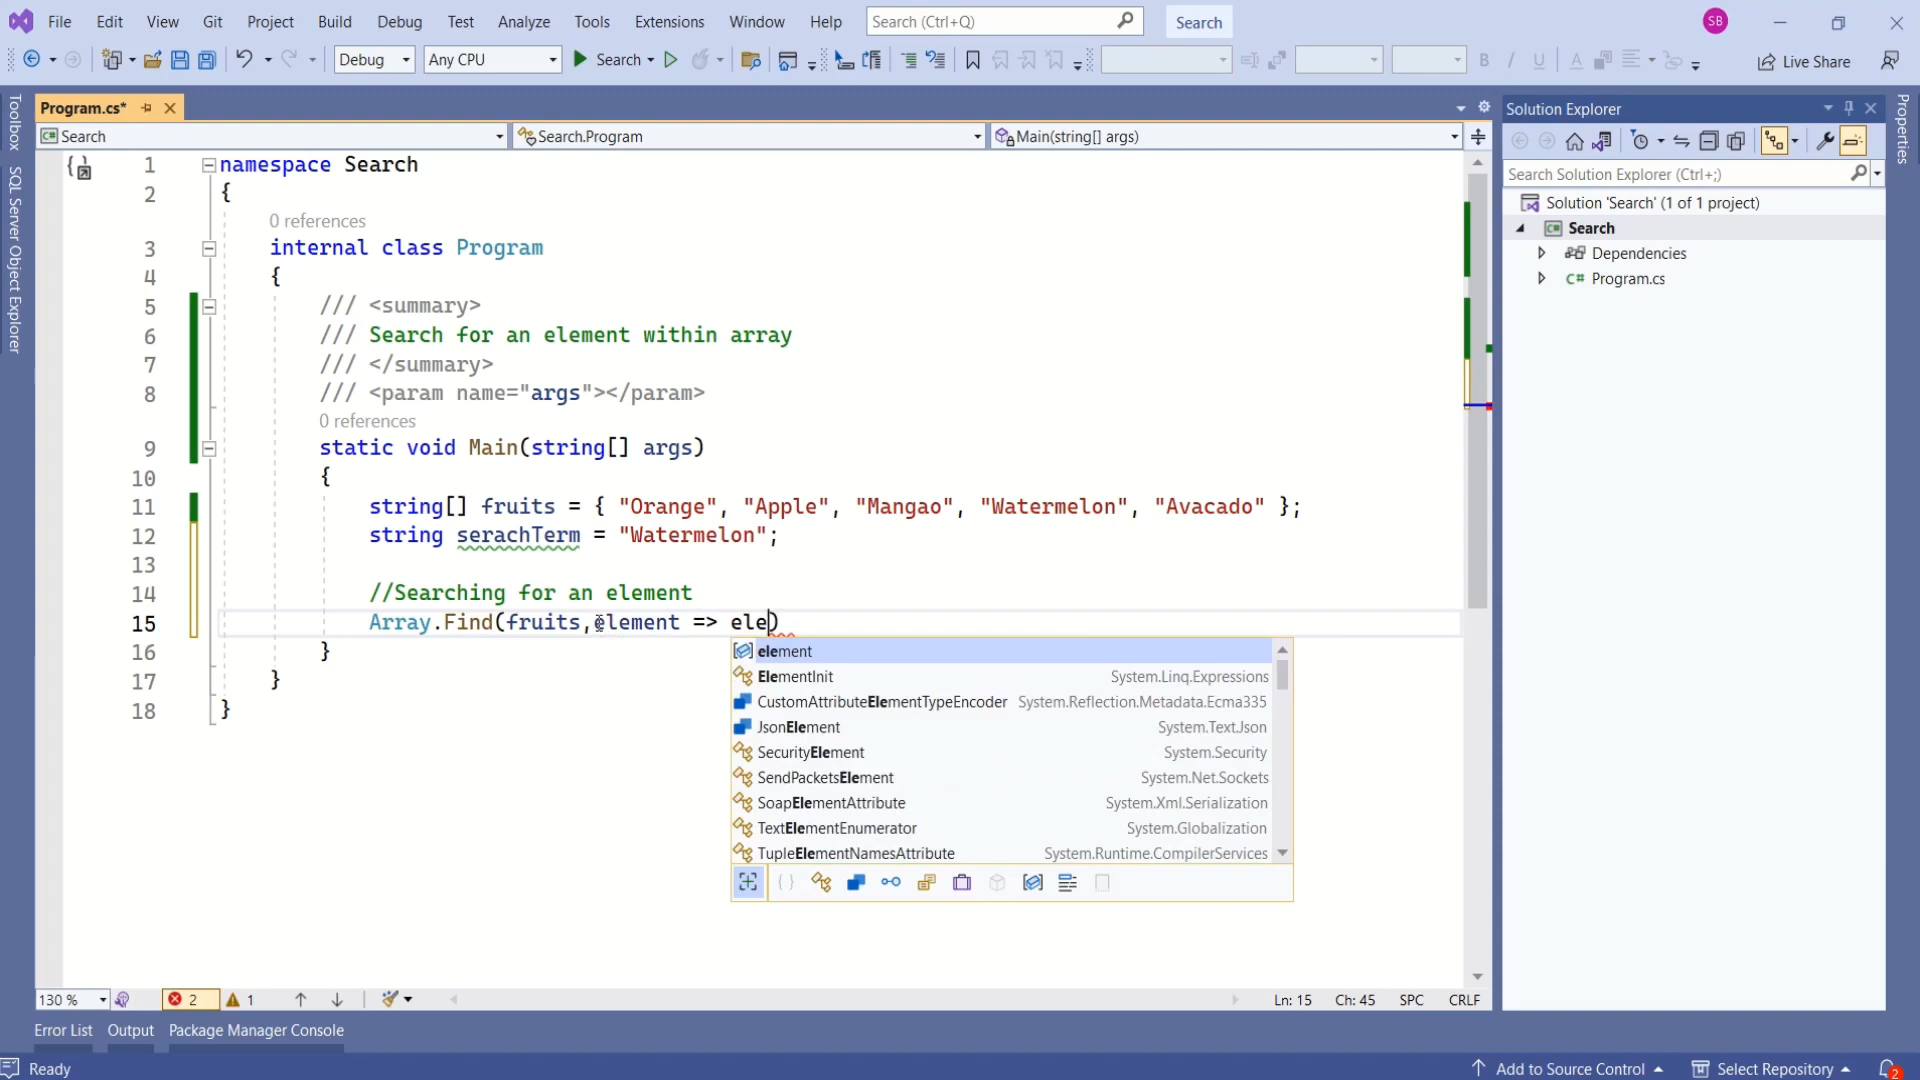 File Edit View Git Project Build Debug Test Analyze Tools Extensions Window Help Search (Ctrl+Q) Search SB
Debug Any CPU Search Live Share
Toolbox
SQL Server Object Explorer
Program.cs*
Search Search.Program Main(string[] args)
1 namespace Search
2 {
0 references
3 internal class Program
4 {
5 /// <summary>
6 /// Search for an element within array
7 /// </summary>
8 /// <param name="args"></param>
0 references
9 static void Main(string[] args)
10 {
11 string[] fruits = { "Orange", "Apple", "Mangao", "Watermelon", "Avacado" };
12 string serachTerm = "Watermelon";
13
14 //Searching for an element
15 Array.Find(fruits,element => ele)
16 }
17 }
18 }
element
ElementInit System.Linq.Expressions
CustomAttributeElementTypeEncoder System.Reflection.Metadata.Ecma335
JsonElement System.Text.Json
SecurityElement System.Security
SendPacketsElement System.Net.Sockets
SoapElementAttribute System.Xml.Serialization
TextElementEnumerator System.Globalization
TupleElementNamesAttribute System.Runtime.CompilerServices
130 % 2 1 Ln: 15 Ch: 45 SPC CRLF
Solution Explorer
Search Solution Explorer (Ctrl+;)
Solution 'Search' (1 of 1 project)
Search
Dependencies
C# Program.cs
Properties
Error List Output Package Manager Console
Ready Add to Source Control Select Repository 2